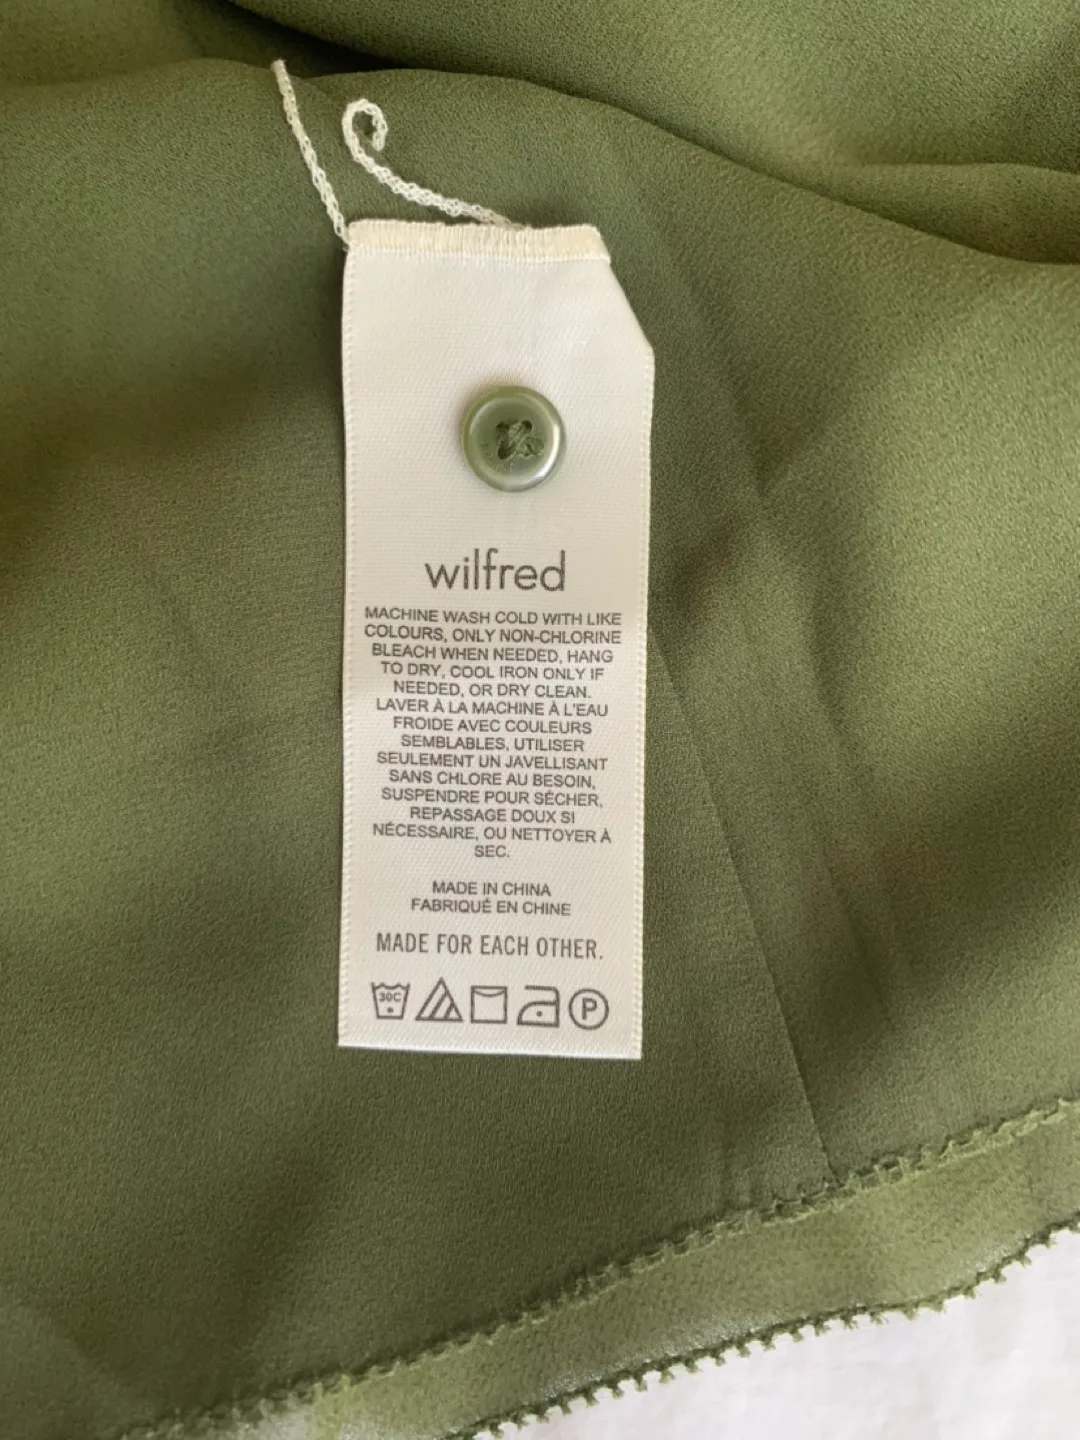 wilfred
MACHINE WASH COLD WITH LIKE
COLOURS, ONLY NON-CHLORINE
BLEACH WHEN NEEDED, HANG
TO DRY, COOL IRON ONLY IF
NEEDED, OR DRY CLEAN.
LAVER À LA MACHINE À L'EAU
FROIDE AVEC COULEURS
SEMBLABLES, UTILISER
SEULEMENT UN JAVELLISANT
SANS CHLORE AU BESOIN,
SUSPENDRE POUR SÉCHER,
REPASSAGE DOUX SI
NÉCESSAIRE, OU NETTOYER À
SEC.
MADE IN CHINA
FABRIQUÉ EN CHINE
MADE FOR EACH OTHER.
30C P